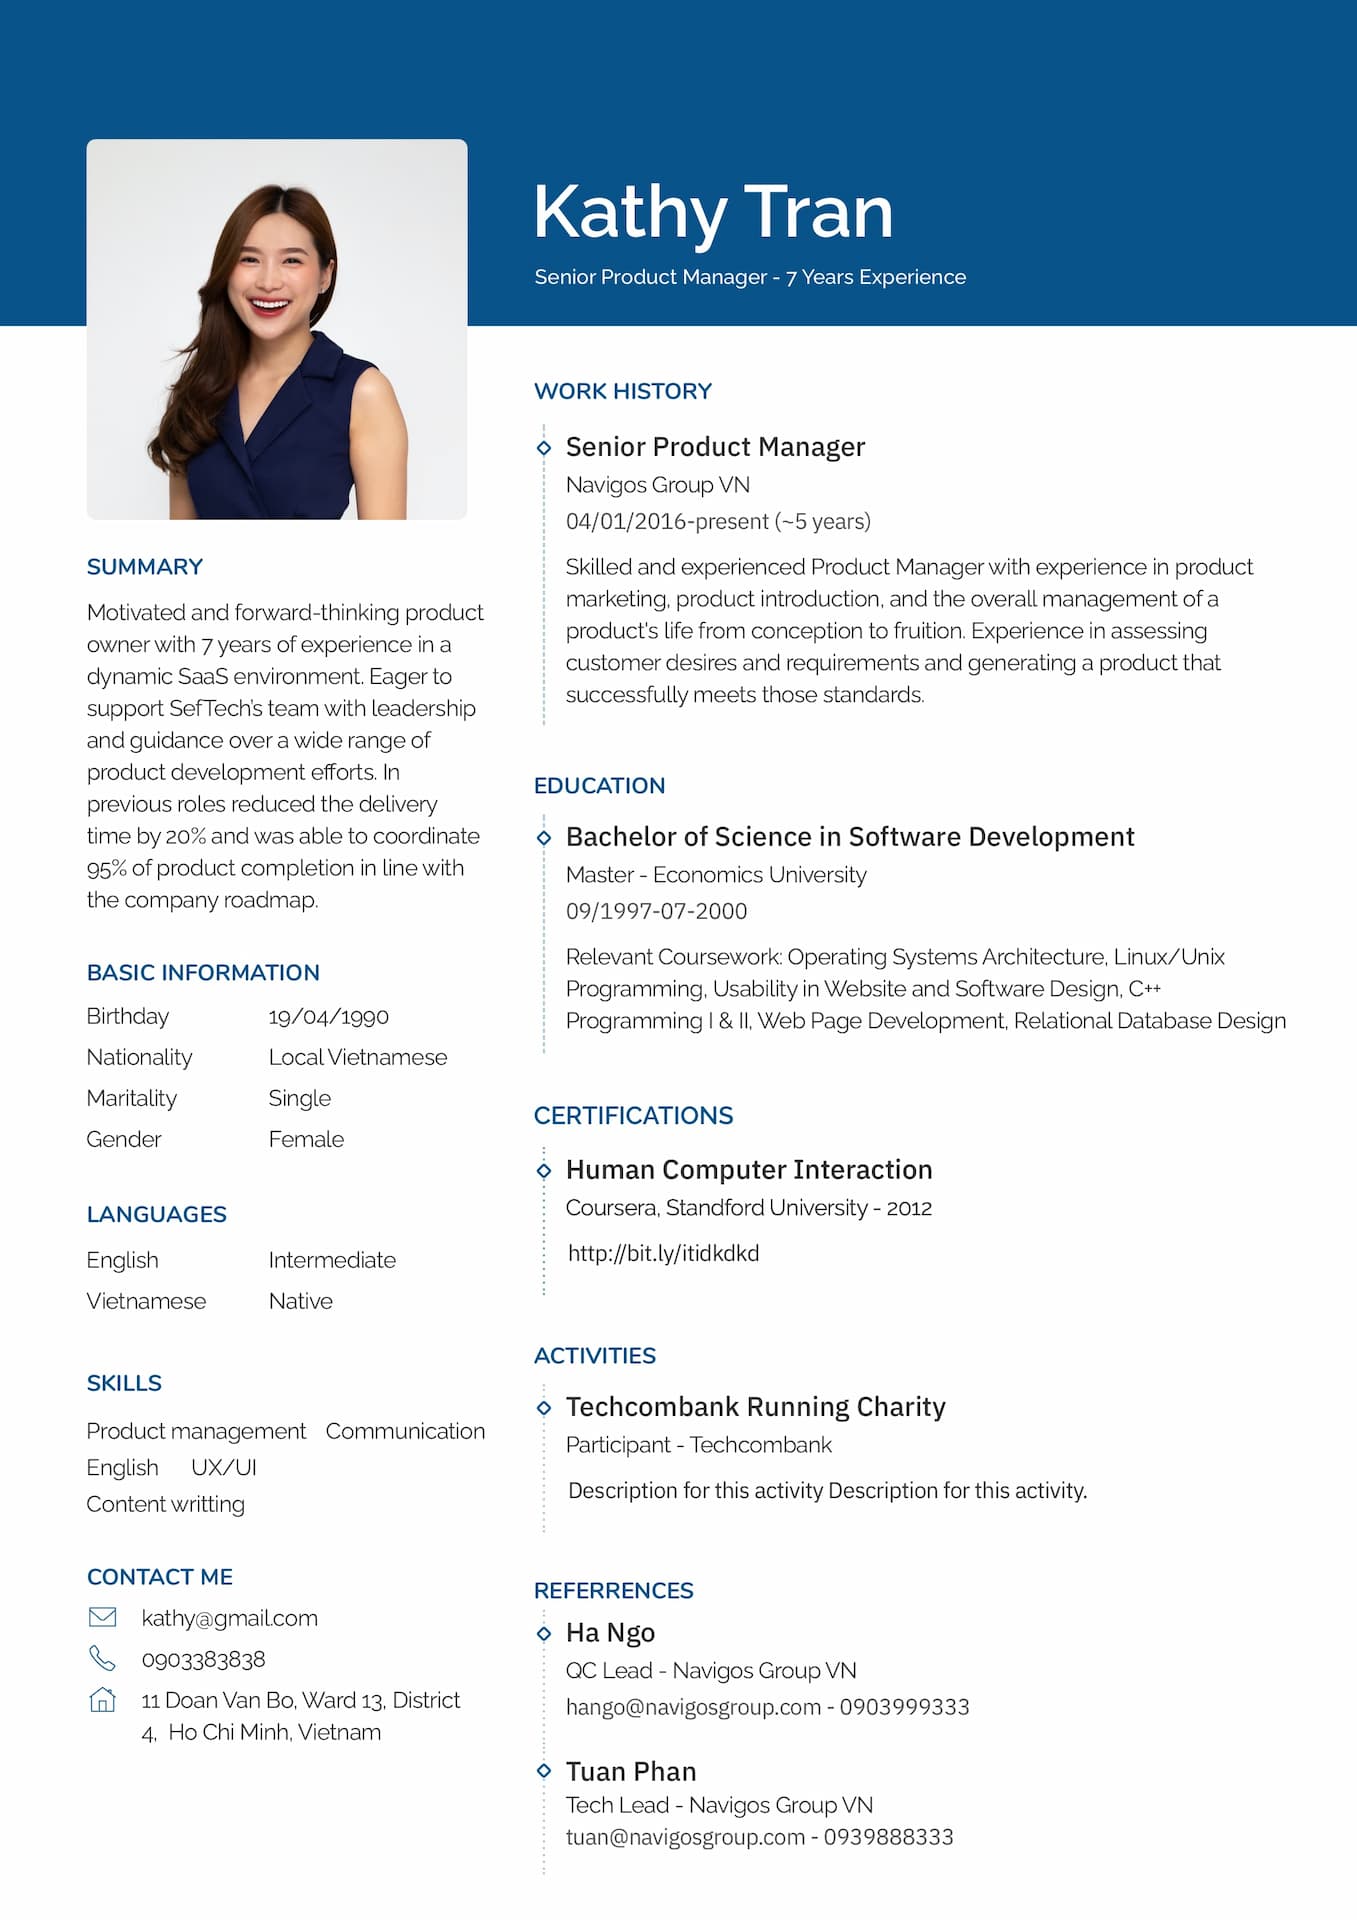 Kathy Tran
Senior Product Manager - 7 Years Experience
SUMMARY
Motivated and forward-thinking product
owner with 7 years of experience in a
dynamic SaaS environment. Eager to
support SefTech's team with leadership
and guidance over a wide range of
product development efforts. In
previous roles reduced the delivery
time by 20% and was able to coordinate
95% of product completion in line with
the company roadmap.
BASIC INFORMATION
Birthday 19/04/1990
Nationality Local Vietnamese
Maritality Single
Gender Female
LANGUAGES
English Intermediate
Vietnamese Native
SKILLS
Product management Communication
English UX/UI
Content writting
CONTACT ME
kathy@gmail.com
0903383838
11 Doan Van Bo, Ward 13, District
4, Ho Chi Minh, Vietnam
WORK HISTORY
Senior Product Manager
Navigos Group VN
04/01/2016-present (~5 years)
Skilled and experienced Product Manager with experience in product
marketing, product introduction, and the overall management of a
product's life from conception to fruition. Experience in assessing
customer desires and requirements and generating a product that
successfully meets those standards.
EDUCATION
Bachelor of Science in Software Development
Master - Economics University
09/1997-07-2000
Relevant Coursework: Operating Systems Architecture, Linux/Unix
Programming, Usability in Website and Software Design, C++
Programming I & II, Web Page Development, Relational Database Design
CERTIFICATIONS
Human Computer Interaction
Coursera, Standford University - 2012
http://bit.ly/itidkdkd
ACTIVITIES
Techcombank Running Charity
Participant - Techcombank
Description for this activity Description for this activity.
REFERRENCES
Ha Ngo
QC Lead - Navigos Group VN
hango@navigosgroup.com - 0903999333
Tuan Phan
Tech Lead - Navigos Group VN
tuan@navigosgroup.com - 0939888333